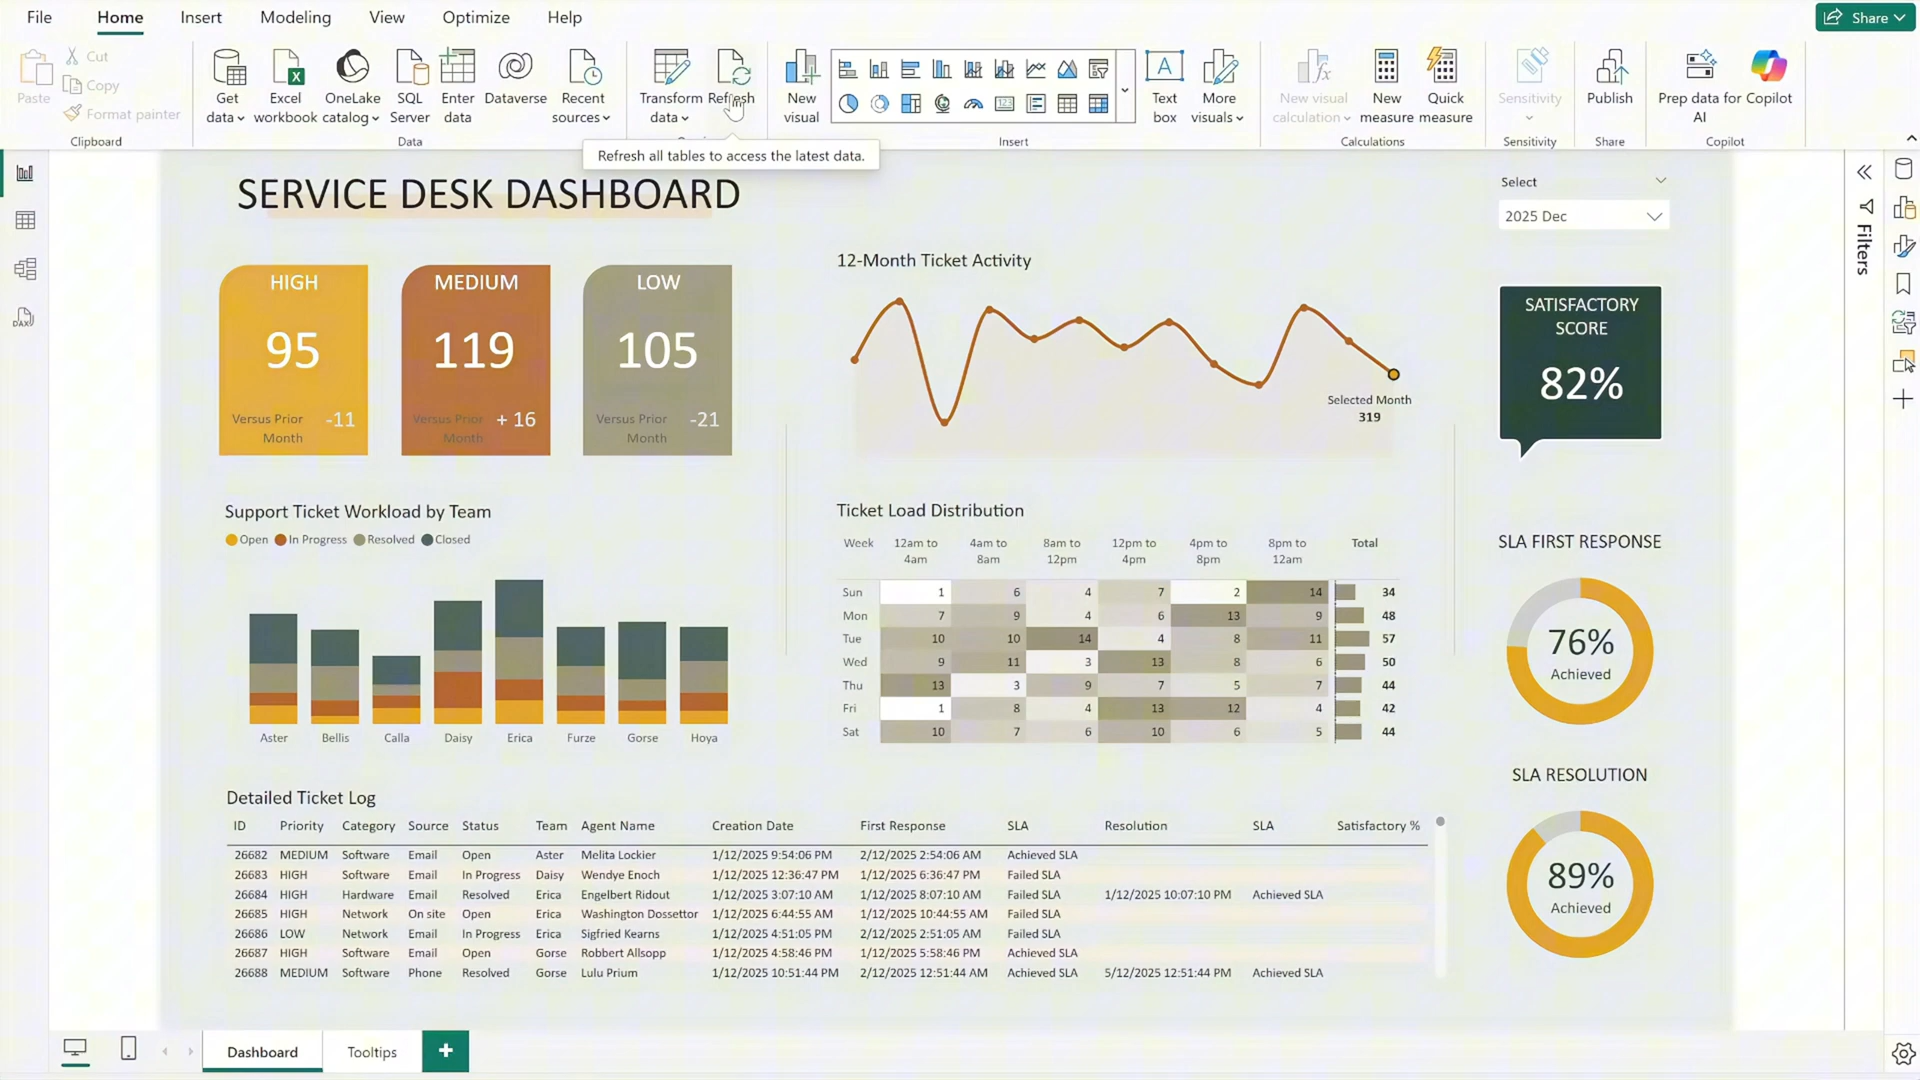 File Home Insert Modeling View Optimize Help Share
Cut
Copy
Format painter
Paste
Clipboard
Get data
Excel workbook
OneLake catalog
SQL Server
Enter data
Dataverse
Recent sources
Data
Transform data
Refresh
New visual
Text box
More visuals
Insert
New visual calculation
New measure
Quick measure
Calculations
Sensitivity
Sensitivity
Publish
Share
Prep data for AI
Copilot
Copilot
Refresh all tables to access the latest data.
DAX
Filters
SERVICE DESK DASHBOARD
Select
2025 Dec
HIGH
95
Versus Prior Month -11
MEDIUM
119
Versus Prior Month + 16
LOW
105
Versus Prior Month -21
12-Month Ticket Activity
Selected Month
319
SATISFACTORY
SCORE
82%
Support Ticket Workload by Team
Open In Progress Resolved Closed
Aster Bellis Calla Daisy Erica Furze Gorse Hoya
Ticket Load Distribution
Week 12am to 4am 4am to 8am 8am to 12pm 12pm to 4pm 4pm to 8pm 8pm to 12am Total
Sun 1 6 4 7 2 14 34
Mon 7 9 4 6 13 9 48
Tue 10 10 14 4 8 11 57
Wed 9 11 3 13 8 6 50
Thu 13 3 9 7 5 7 44
Fri 1 8 4 13 12 4 42
Sat 10 7 6 10 6 5 44
SLA FIRST RESPONSE
76%
Achieved
SLA RESOLUTION
89%
Achieved
Detailed Ticket Log
ID Priority Category Source Status Team Agent Name Creation Date First Response SLA Resolution SLA Satisfactory %
26682 MEDIUM Software Email Open Aster Melita Lockier 1/12/2025 9:54:06 PM 2/12/2025 2:54:06 AM Achieved SLA
26683 HIGH Software Email In Progress Daisy Wendye Enoch 1/12/2025 12:36:47 PM 1/12/2025 6:36:47 PM Failed SLA
26684 HIGH Hardware Email Resolved Erica Engelbert Ridout 1/12/2025 3:07:10 AM 1/12/2025 8:07:10 AM Failed SLA 1/12/2025 10:07:10 PM Achieved SLA
26685 HIGH Network On site Open Erica Washington Dossettor 1/12/2025 6:44:55 AM 1/12/2025 10:44:55 AM Failed SLA
26686 LOW Network Email In Progress Erica Sigfried Kearns 1/12/2025 4:51:05 PM 2/12/2025 2:51:05 AM Failed SLA
26687 HIGH Software Email Open Gorse Robbert Allsopp 1/12/2025 4:58:46 PM 1/12/2025 5:58:46 PM Achieved SLA
26688 MEDIUM Software Phone Resolved Gorse Lulu Prium 1/12/2025 10:51:44 PM 2/12/2025 12:51:44 AM Achieved SLA 5/12/2025 12:51:44 PM Achieved SLA
Dashboard Tooltips